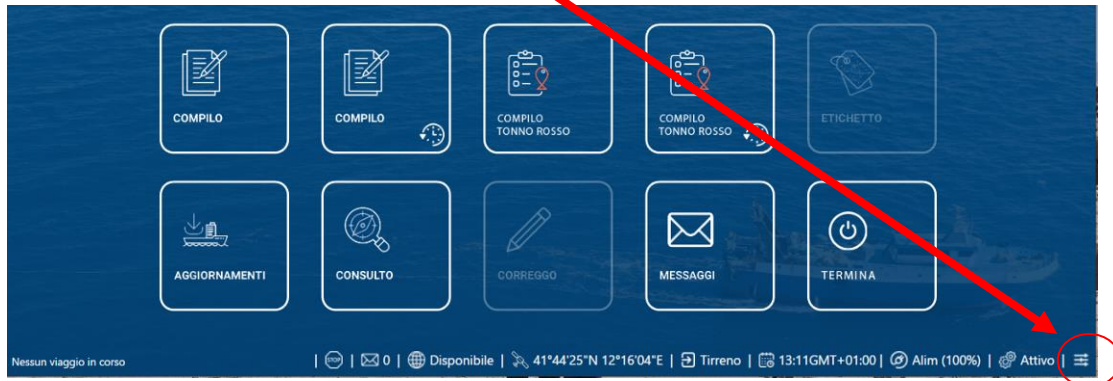 COMPILO
COMPILO
COMPILO
TONNO ROSSO
COMPILO
TONNO ROSSO
ETICHETTO
AGGIORNAMENTI
CONSULTO
CORREGGO
MESSAGGI
TERMINA
Nessun viaggio in corso | STOP | 0 | Disponibile | 41°44'25"N 12°16'04"E | Tirreno | 13:11GMT+01:00 | Alim (100%) | Attivo |